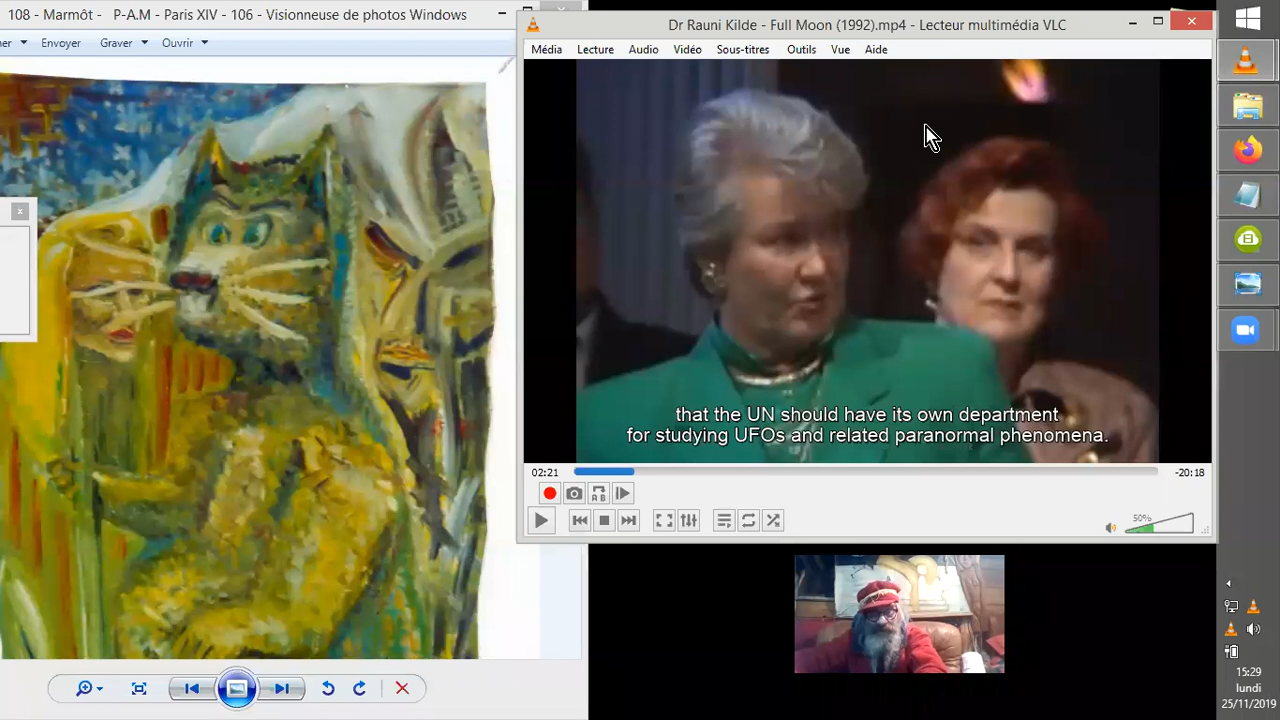 108 - Marmôt - P-A.M - Paris XIV - 106 - Visionneuse de photos Windows
Envoyer Graver Ouvrir
Dr Rauni Kilde - Full Moon (1992).mp4 - Lecteur multimédia VLC
Média Lecture Audio Vidéo Sous-titres Outils Vue Aide
that the UN should have its own department
for studying UFOs and related paranormal phenomena.
02:21
-20:18
50%
15:29
lundi
25/11/2019